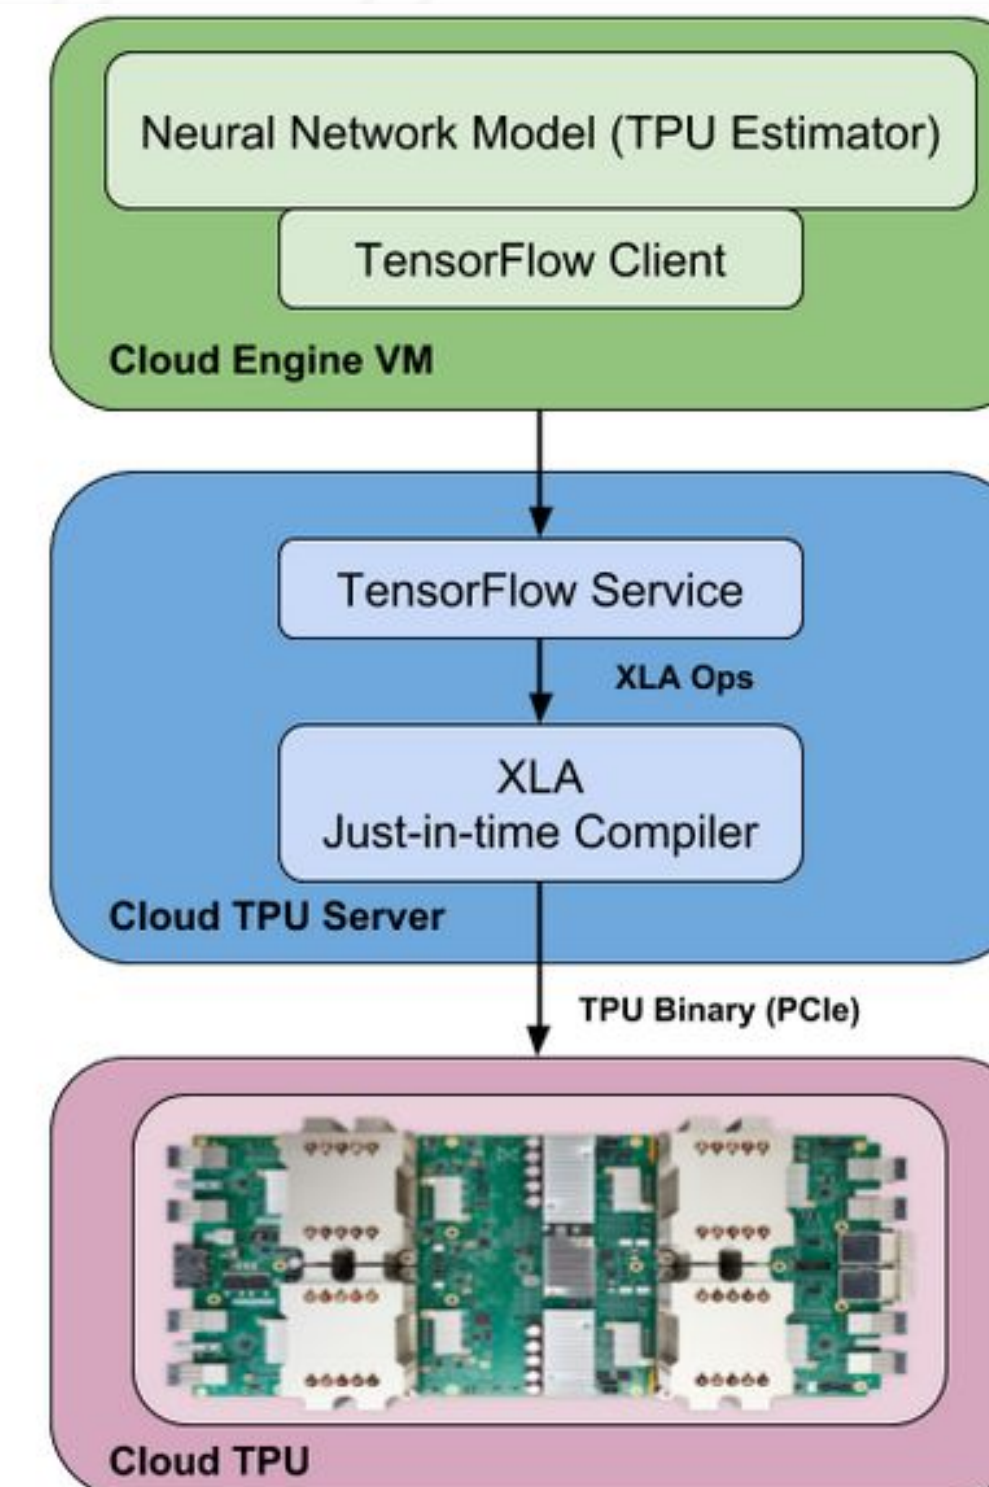 Neural Network Model (TPU Estimator)
TensorFlow Client
Cloud Engine VM
TensorFlow Service
XLA Ops
XLA
Just-in-time Compiler
Cloud TPU Server
TPU Binary (PCIe)
Cloud TPU